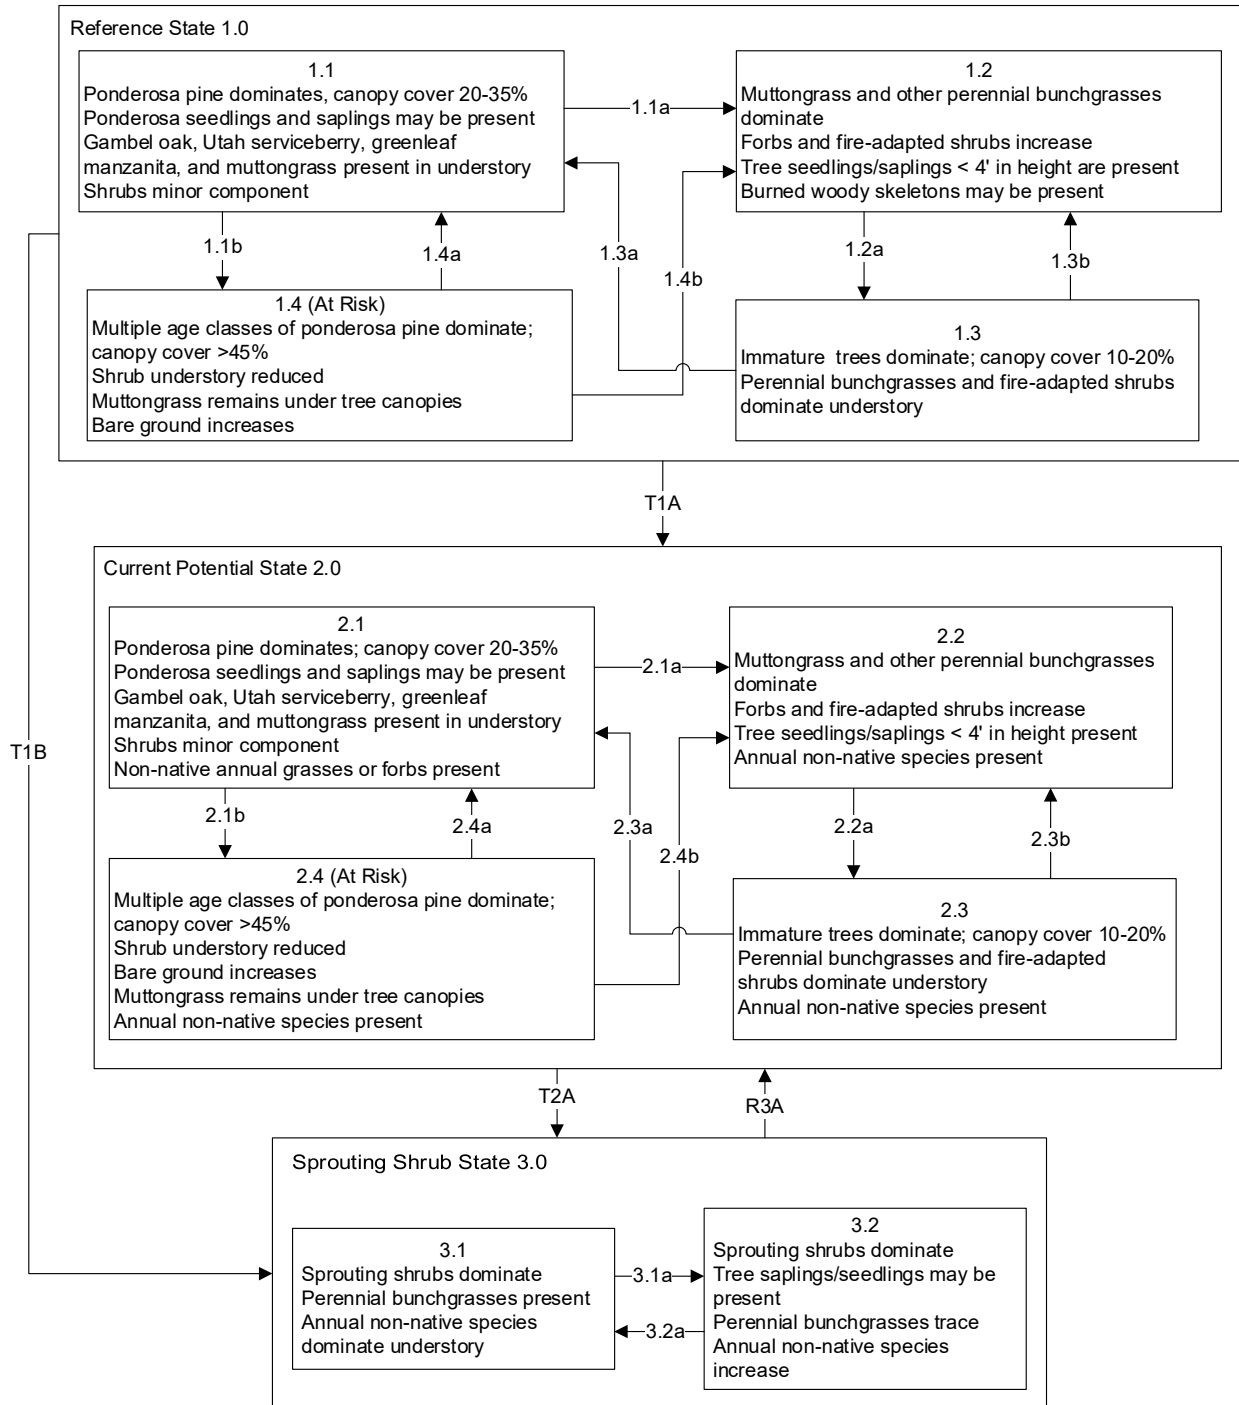 Reference State 1.0
1.1
Ponderosa pine dominates, canopy cover 20-35%
Ponderosa seedlings and saplings may be present
Gambel oak, Utah serviceberry, greenleaf
manzanita, and muttongrass present in understory
Shrubs minor component
1.1a
1.2
Muttongrass and other perennial bunchgrasses
dominate
Forbs and fire-adapted shrubs increase
Tree seedlings/saplings < 4' in height are present
Burned woody skeletons may be present
1.1b
1.4a
1.3a
1.4b
1.2a
1.3b
1.4 (At Risk)
Multiple age classes of ponderosa pine dominate;
canopy cover >45%
Shrub understory reduced
Muttongrass remains under tree canopies
Bare ground increases
1.3
Immature trees dominate; canopy cover 10-20%
Perennial bunchgrasses and fire-adapted shrubs
dominate understory
T1A
T1B
Current Potential State 2.0
2.1
Ponderosa pine dominates; canopy cover 20-35%
Ponderosa seedlings and saplings may be present
Gambel oak, Utah serviceberry, greenleaf
manzanita, and muttongrass present in understory
Shrubs minor component
Non-native annual grasses or forbs present
2.1a
2.2
Muttongrass and other perennial bunchgrasses
dominate
Forbs and fire-adapted shrubs increase
Tree seedlings/saplings < 4' in height present
Annual non-native species present
2.1b
2.4a
2.3a
2.4b
2.2a
2.3b
2.4 (At Risk)
Multiple age classes of ponderosa pine dominate;
canopy cover >45%
Shrub understory reduced
Bare ground increases
Muttongrass remains under tree canopies
Annual non-native species present
2.3
Immature trees dominate; canopy cover 10-20%
Perennial bunchgrasses and fire-adapted
shrubs dominate understory
Annual non-native species present
T2A
R3A
Sprouting Shrub State 3.0
3.1
Sprouting shrubs dominate
Perennial bunchgrasses present
Annual non-native species
dominate understory
3.1a
3.2a
3.2
Sprouting shrubs dominate
Tree saplings/seedlings may be
present
Perennial bunchgrasses trace
Annual non-native species
increase